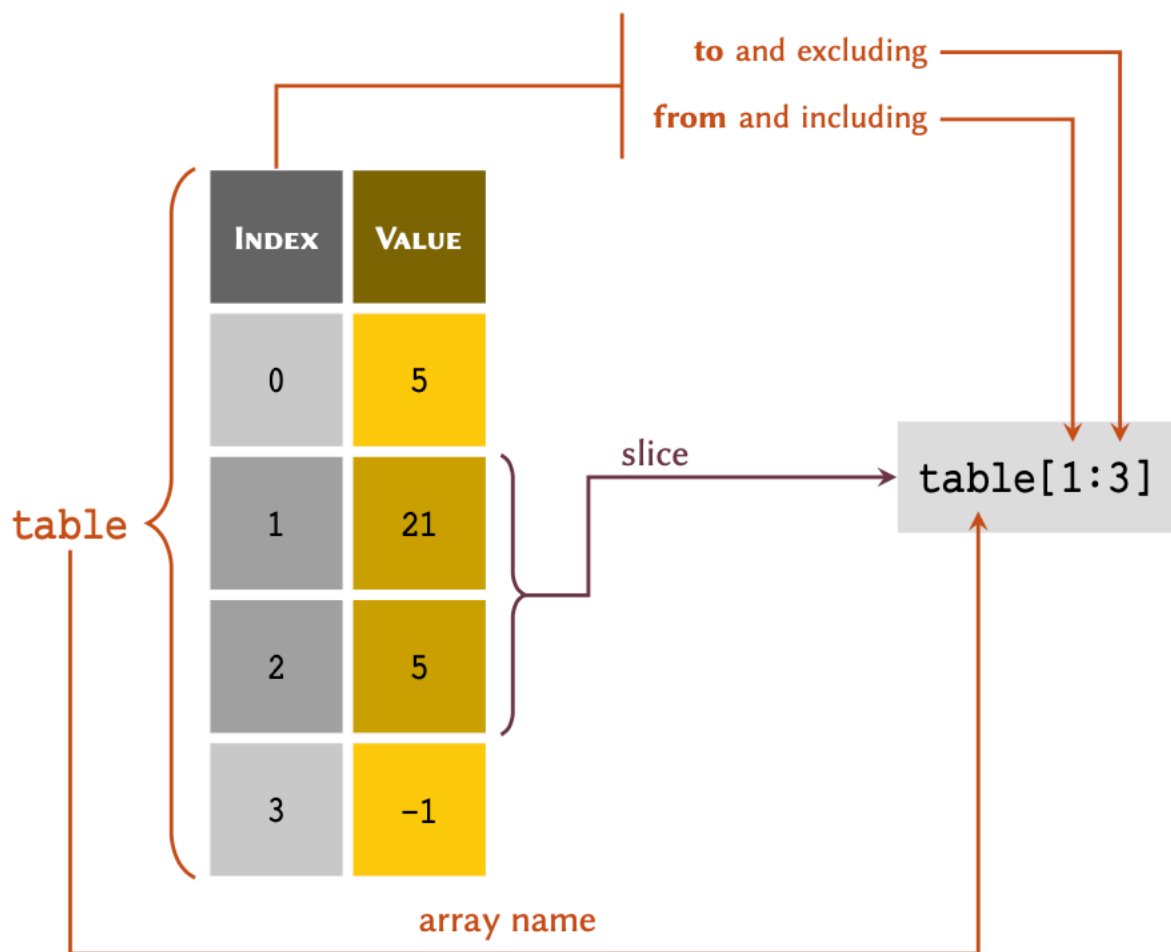 to and excluding
from and including
INDEX VALUE
0 5
slice
table[1:3]
1 21
table
2 5
3 −1
array name